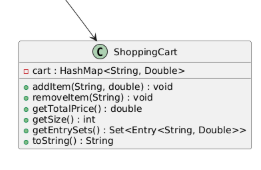 C ShoppingCart
cart : HashMap<String, Double>
addItem(String, double) : void
removeItem(String) : void
getTotalPrice() : double
getSize() : int
getEntrySets() : Set<Entry<String, Double>>
toString() : String